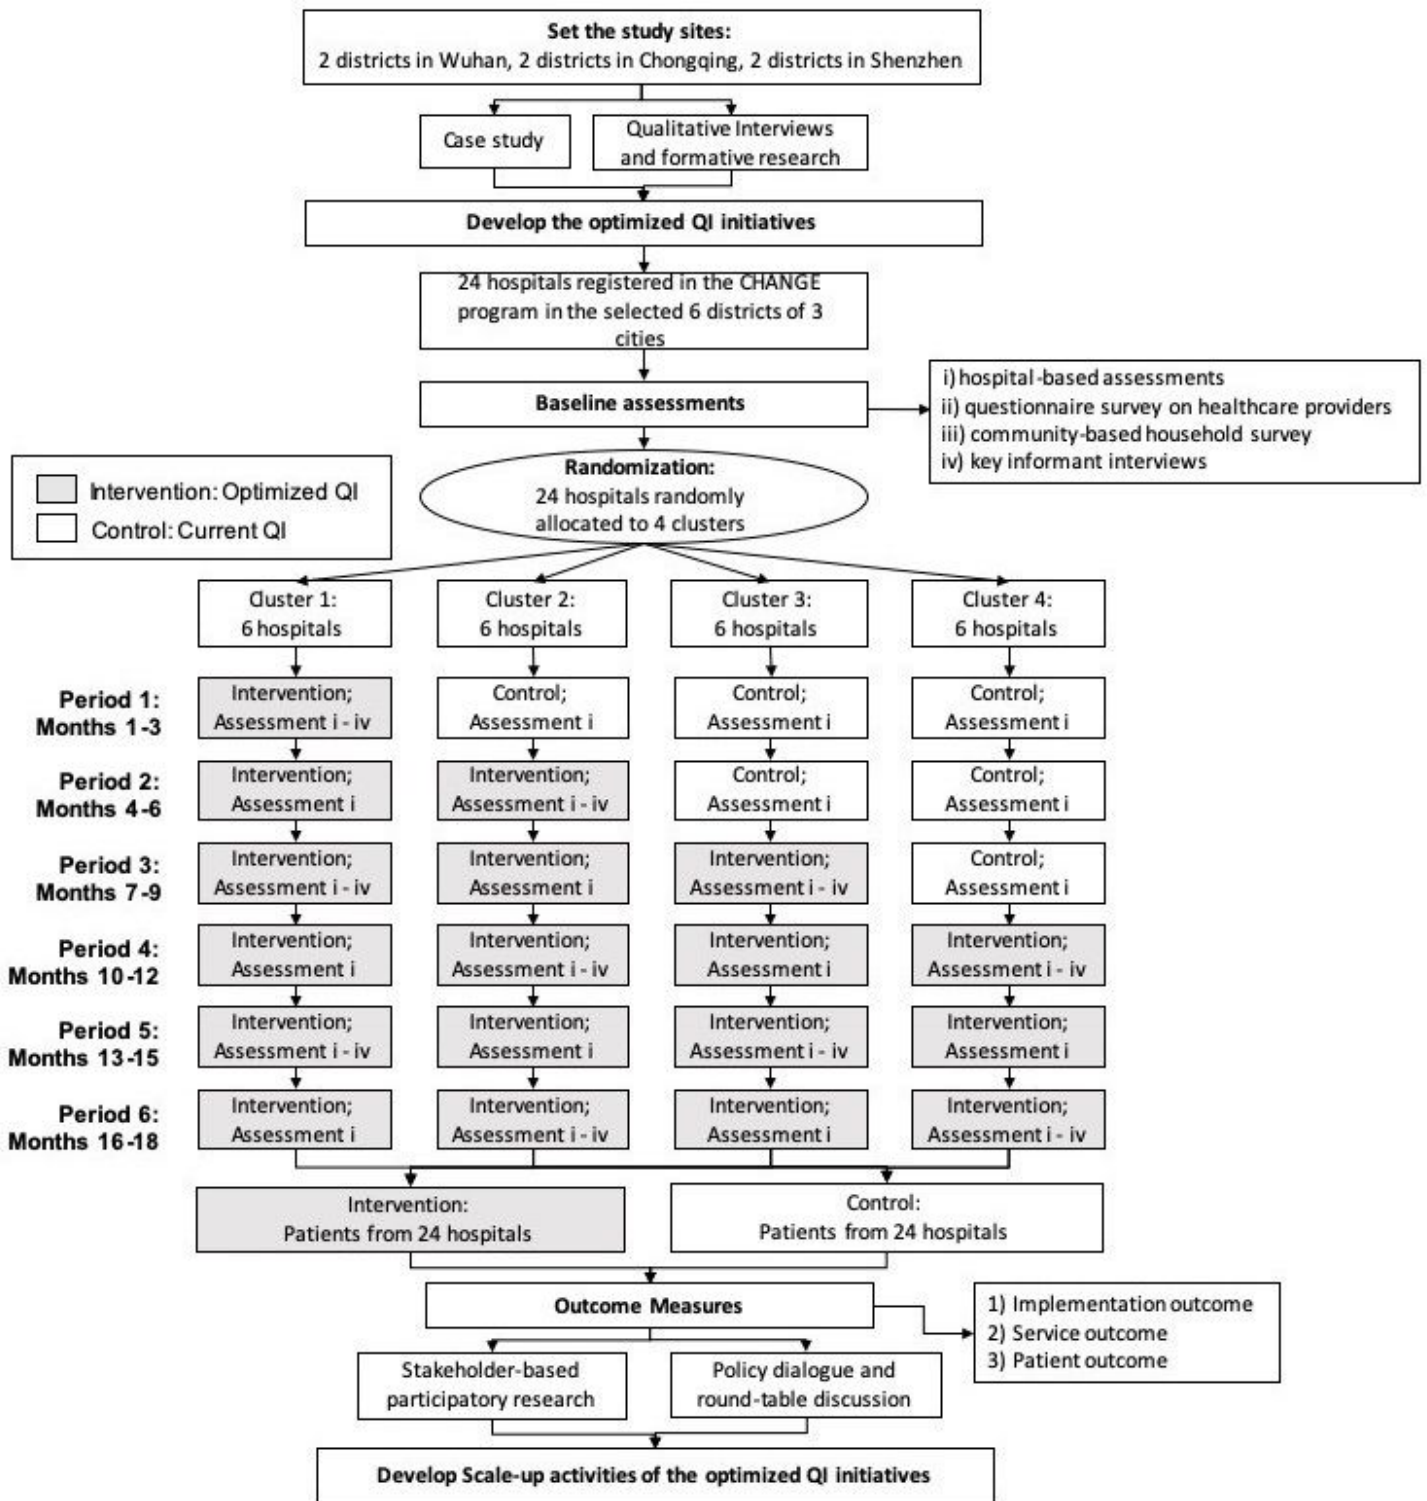 Set the study sites:
2 districts in Wuhan, 2 districts in Chongqing, 2 districts in Shenzhen
Case study
Qualitative Interviews
and formative research
Develop the optimized QI initiatives
24 hospitals registered in the CHANGE
program in the selected 6 districts of 3
cities
Baseline assessments
i) hospital-based assessments
ii) questionnaire survey on healthcare providers
iii) community-based household survey
iv) key informant interviews
Intervention: Optimized QI
Control: Current QI
Randomization:
24 hospitals randomly
allocated to 4 clusters
Cluster 1:
6 hospitals
Cluster 2:
6 hospitals
Cluster 3:
6 hospitals
Cluster 4:
6 hospitals
Period 1:
Months 1-3
Intervention;
Assessment i - iv
Control;
Assessment i
Control;
Assessment i
Control;
Assessment i
Period 2:
Months 4-6
Intervention;
Assessment i
Intervention;
Assessment i - iv
Control;
Assessment i
Control;
Assessment i
Period 3:
Months 7-9
Intervention;
Assessment i - iv
Intervention;
Assessment i
Intervention;
Assessment i - iv
Control;
Assessment i
Period 4:
Months 10-12
Intervention;
Assessment i
Intervention;
Assessment i - iv
Intervention;
Assessment i
Intervention;
Assessment i - iv
Period 5:
Months 13-15
Intervention;
Assessment i - iv
Intervention;
Assessment i
Intervention;
Assessment i - iv
Intervention;
Assessment i
Period 6:
Months 16-18
Intervention;
Assessment i
Intervention;
Assessment i - iv
Intervention;
Assessment i
Intervention;
Assessment i - iv
Intervention:
Patients from 24 hospitals
Control:
Patients from 24 hospitals
Outcome Measures
1) Implementation outcome
2) Service outcome
3) Patient outcome
Stakeholder-based
participatory research
Policy dialogue and
round-table discussion
Develop Scale-up activities of the optimized QI initiatives